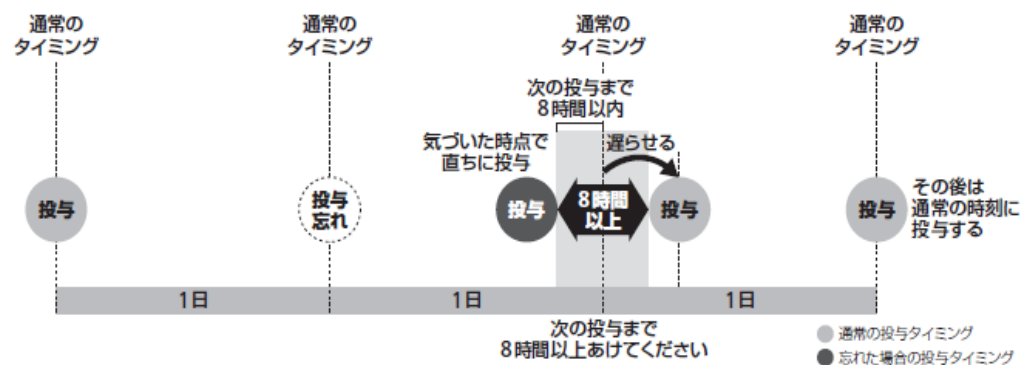 通常の
タイミング
通常の
タイミング
通常の
タイミング
通常の
タイミング
次の投与まで
8時間以内
気づいた時点で
直ちに投与
遅らせる
投与
投与
忘れ
投与
8時間
以上
投与
投与
その後は
通常の時刻に
投与する
1日
1日
1日
次の投与まで
8時間以上あけてください
通常の投与タイミング
忘れた場合の投与タイミング